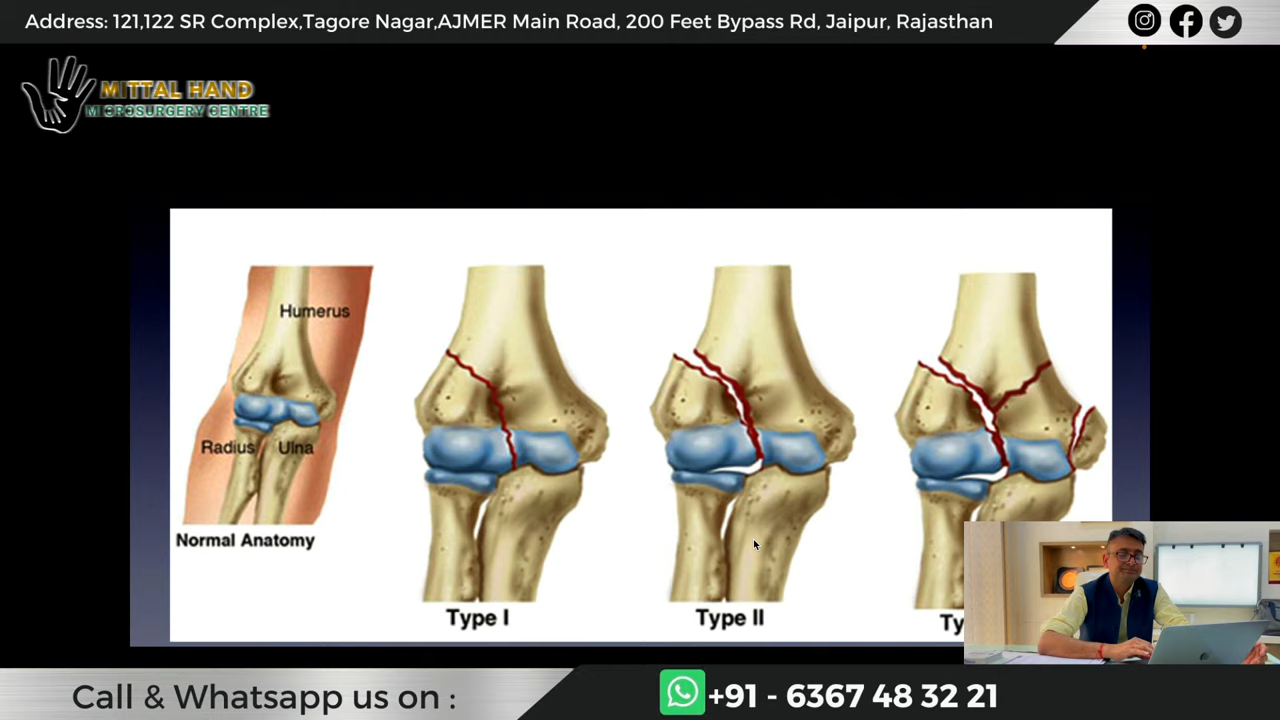 Address: 121,122 SR Complex,Tagore Nagar,AJMER Main Road, 200 Feet Bypass Rd, Jaipur, Rajasthan
MITTAL HAND
MICROSURGERY CENTRE
Humerus
Radius
Ulna
Normal Anatomy
Type I
Type II
Ty
Call & Whatsapp us on :
+91 - 6367 48 32 21